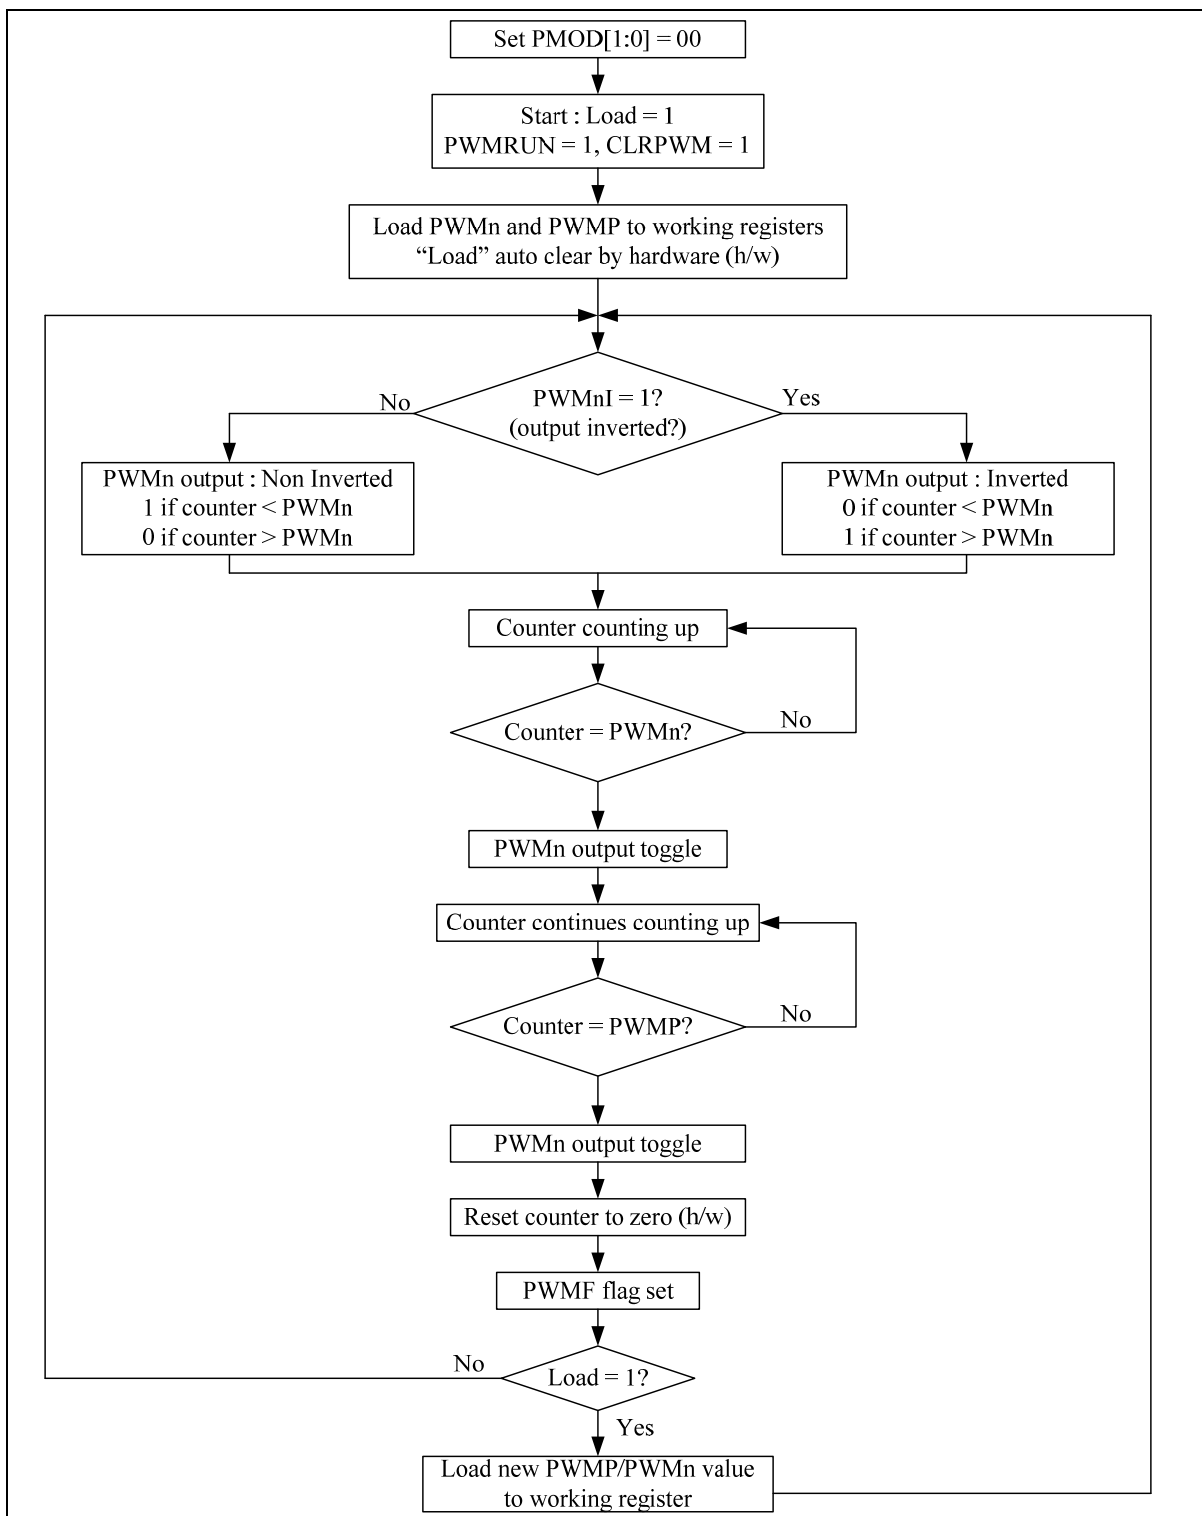 Set PMOD[1:0] = 00
Start : Load = 1
PWMRUN = 1, CLRPWM = 1
Load PWMn and PWMP to working registers
“Load” auto clear by hardware (h/w)
PWMnI = 1?
(output inverted?)
No
Yes
PWMn output : Non Inverted
1 if counter < PWMn
0 if counter > PWMn
PWMn output : Inverted
0 if counter < PWMn
1 if counter > PWMn
Counter counting up
Counter = PWMn?
No
PWMn output toggle
Counter continues counting up
Counter = PWMP?
No
PWMn output toggle
Reset counter to zero (h/w)
PWMF flag set
Load = 1?
No
Yes
Load new PWMP/PWMn value
to working register